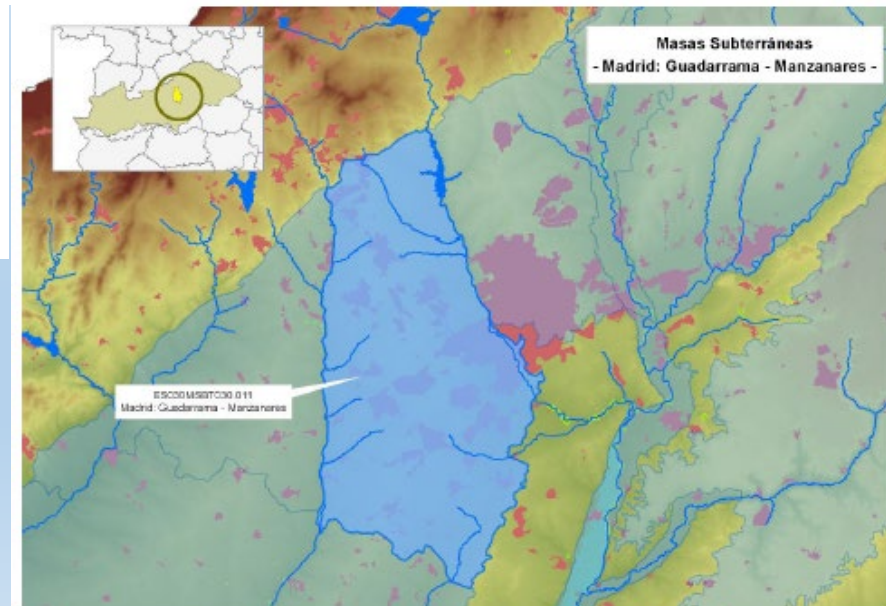 Masas Subterráneas
- Madrid: Guadarrama - Manzanares -
ES030MSBT030.011
Madrid: Guadarrama - Manzanares